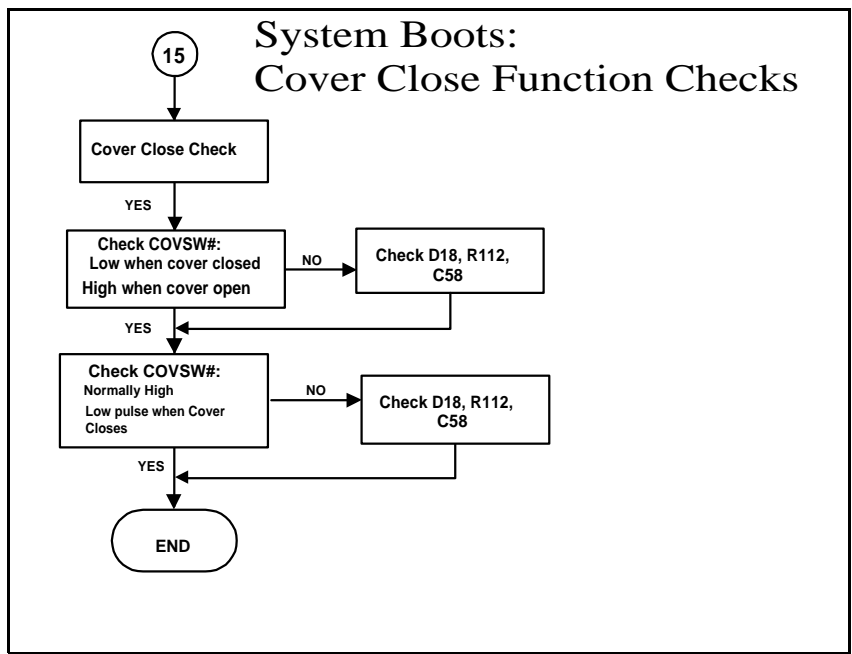 System Boots:
Cover Close Function Checks
15
Cover Close Check
YES
Check COVSW#:
Low when cover closed
High when cover open
NO
Check D18, R112,
C58
YES
Check COVSW#:
Normally High
Low pulse when Cover
Closes
NO
Check D18, R112,
C58
YES
END